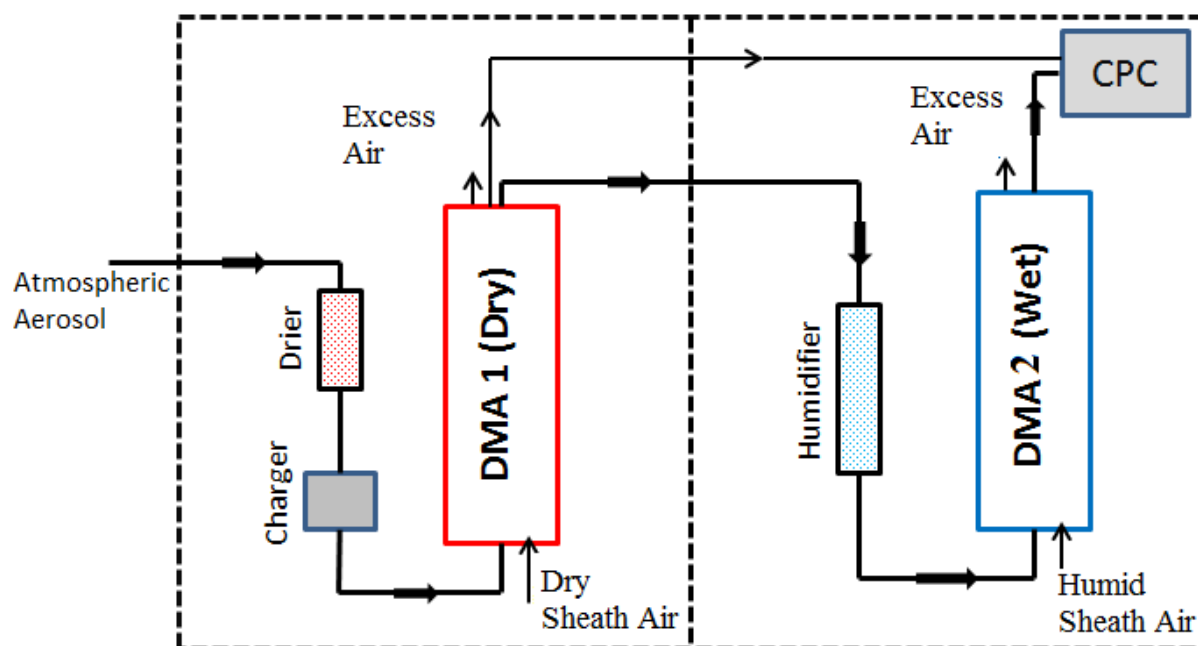 Atmospheric
Aerosol
Drier
Charger
Excess
Air
DMA 1 (Dry)
Dry
Sheath Air
Humidifier
Excess
Air
DMA 2 (Wet)
Humid
Sheath Air
CPC